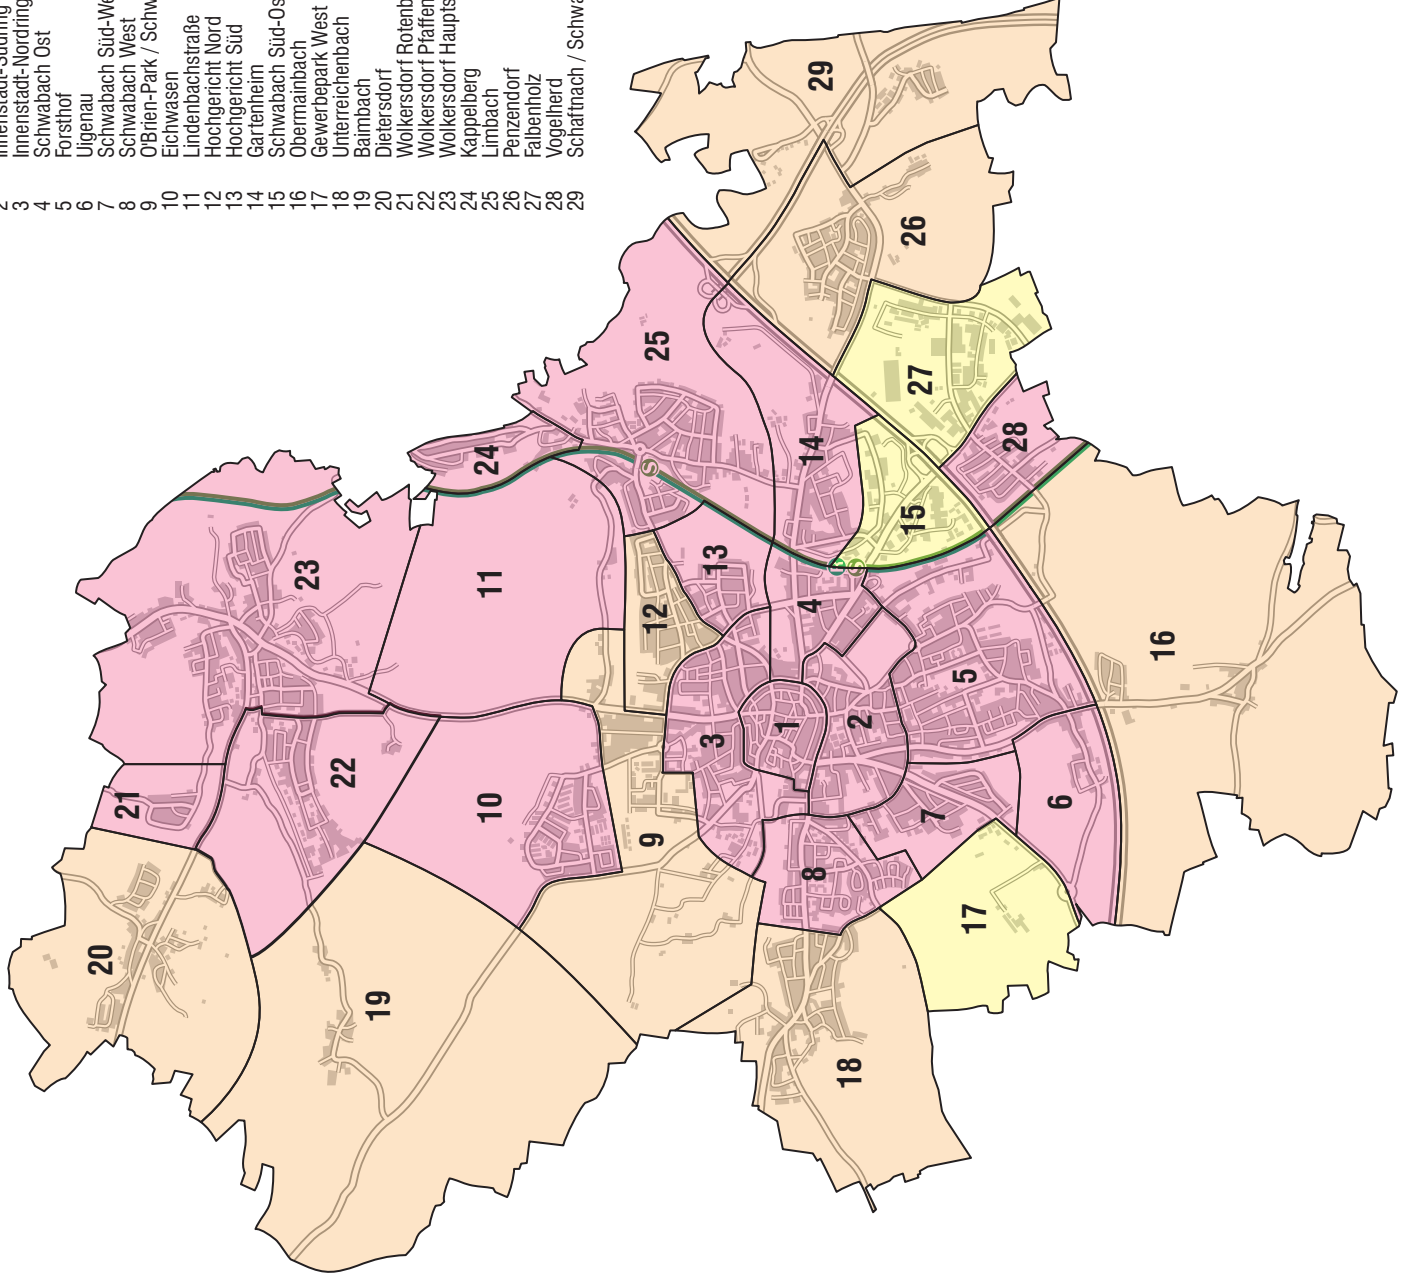 2 Innenstadt-Südring
3 Innenstadt-Nordring
4 Schwabach Ost
5 Forsthof
6 Uigenau
7 Schwabach Süd-We
8 Schwabach West
9 O'Brien-Park / Schw
10 Eichwasen
11 Lindenbachstraße
12 Hochgericht Nord
13 Hochgericht Süd
14 Gartenheim
15 Schwabach Süd-Os
16 Obermainbach
17 Gewerbepark West
18 Unterreichenbach
19 Baimbach
20 Dietersdorf
21 Wolkersdorf Rotenb
22 Wolkersdorf Pfaffen
23 Wolkersdorf Haupts
24 Kappelberg
25 Limbach
26 Penzendorf
27 Falbenholz
28 Vogelherd
29 Schaftnach / Schwa
29
26
25
27
28
24
14
15
23
11
13
12
4
16
5
3
1
2
22
21
10
9
8
7
6
17
20
19
18
S
S